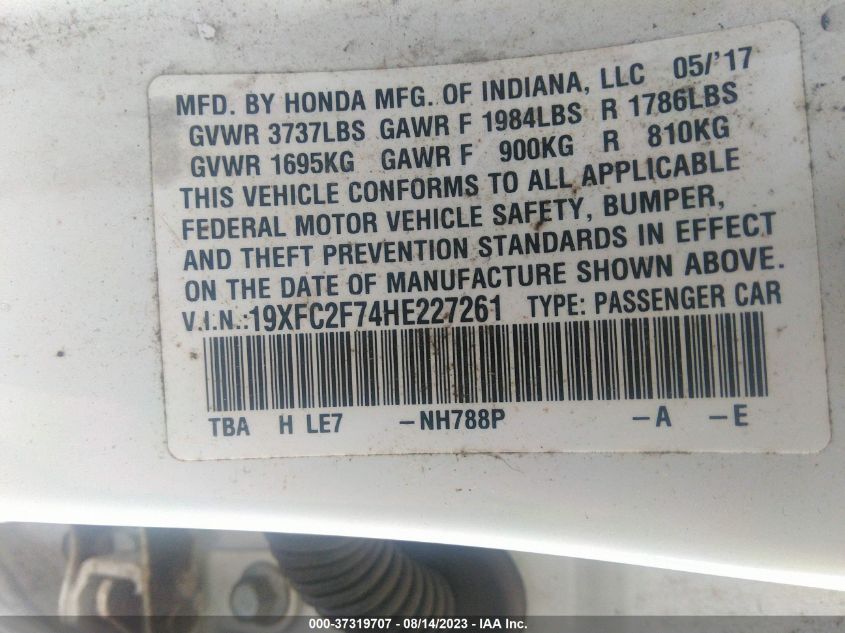 MFD. BY HONDA MFG. OF INDIANA, LLC 05/'17
GVWR 3737LBS GAWR F 1984LBS R 1786LBS
GVWR 1695KG GAWR F 900KG R 810KG
THIS VEHICLE CONFORMS TO ALL APPLICABLE
FEDERAL MOTOR VEHICLE SAFETY, BUMPER,
AND THEFT PREVENTION STANDARDS IN EFFECT
ON THE DATE OF MANUFACTURE SHOWN ABOVE.
V.I.N.:19XFC2F74HE227261 TYPE: PASSENGER CAR
TBA H LE7 –NH788P –A –E
000-37319707 - 08/14/2023 - IAA Inc.